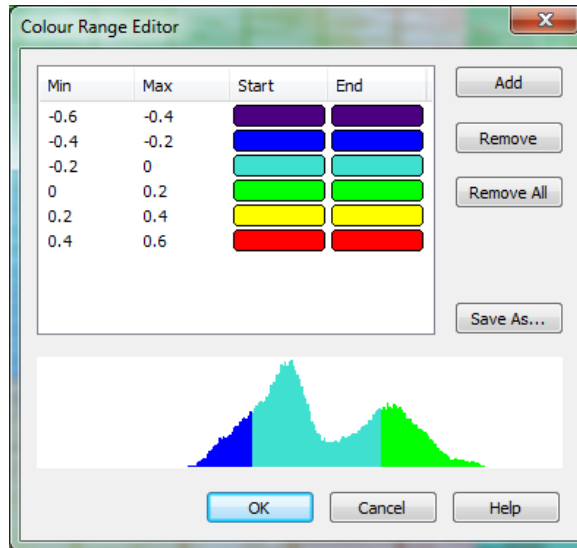 Colour Range Editor
Min Max Start End
-0.6 -0.4
-0.4 -0.2
-0.2 0
0 0.2
0.2 0.4
0.4 0.6
Add
Remove
Remove All
Save As...
OK Cancel Help